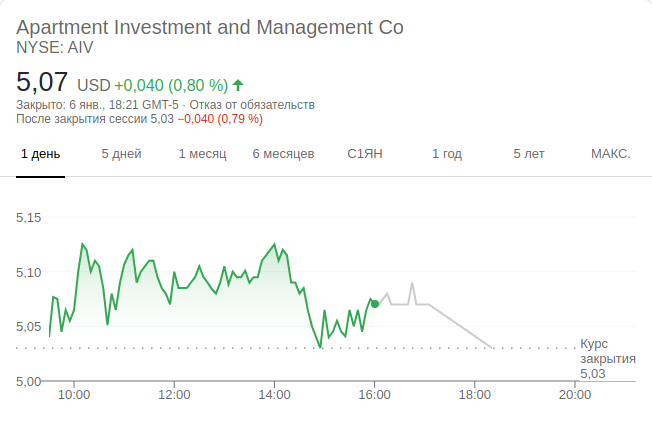 Apartment Investment and Management Co
NYSE: AIV
5,07 USD +0,040 (0,80 %)
Закрыто: 6 янв., 18:21 GMT-5 · Отказ от обязательств
После закрытия сессии 5,03 −0,040 (0,79 %)
1 день 5 дней 1 месяц 6 месяцев С1ЯН 1 год 5 лет МАКС.
5,15
5,10
5,05
5,00
Курс
закрытия
5,03
10:00 12:00 14:00 16:00 18:00 20:00